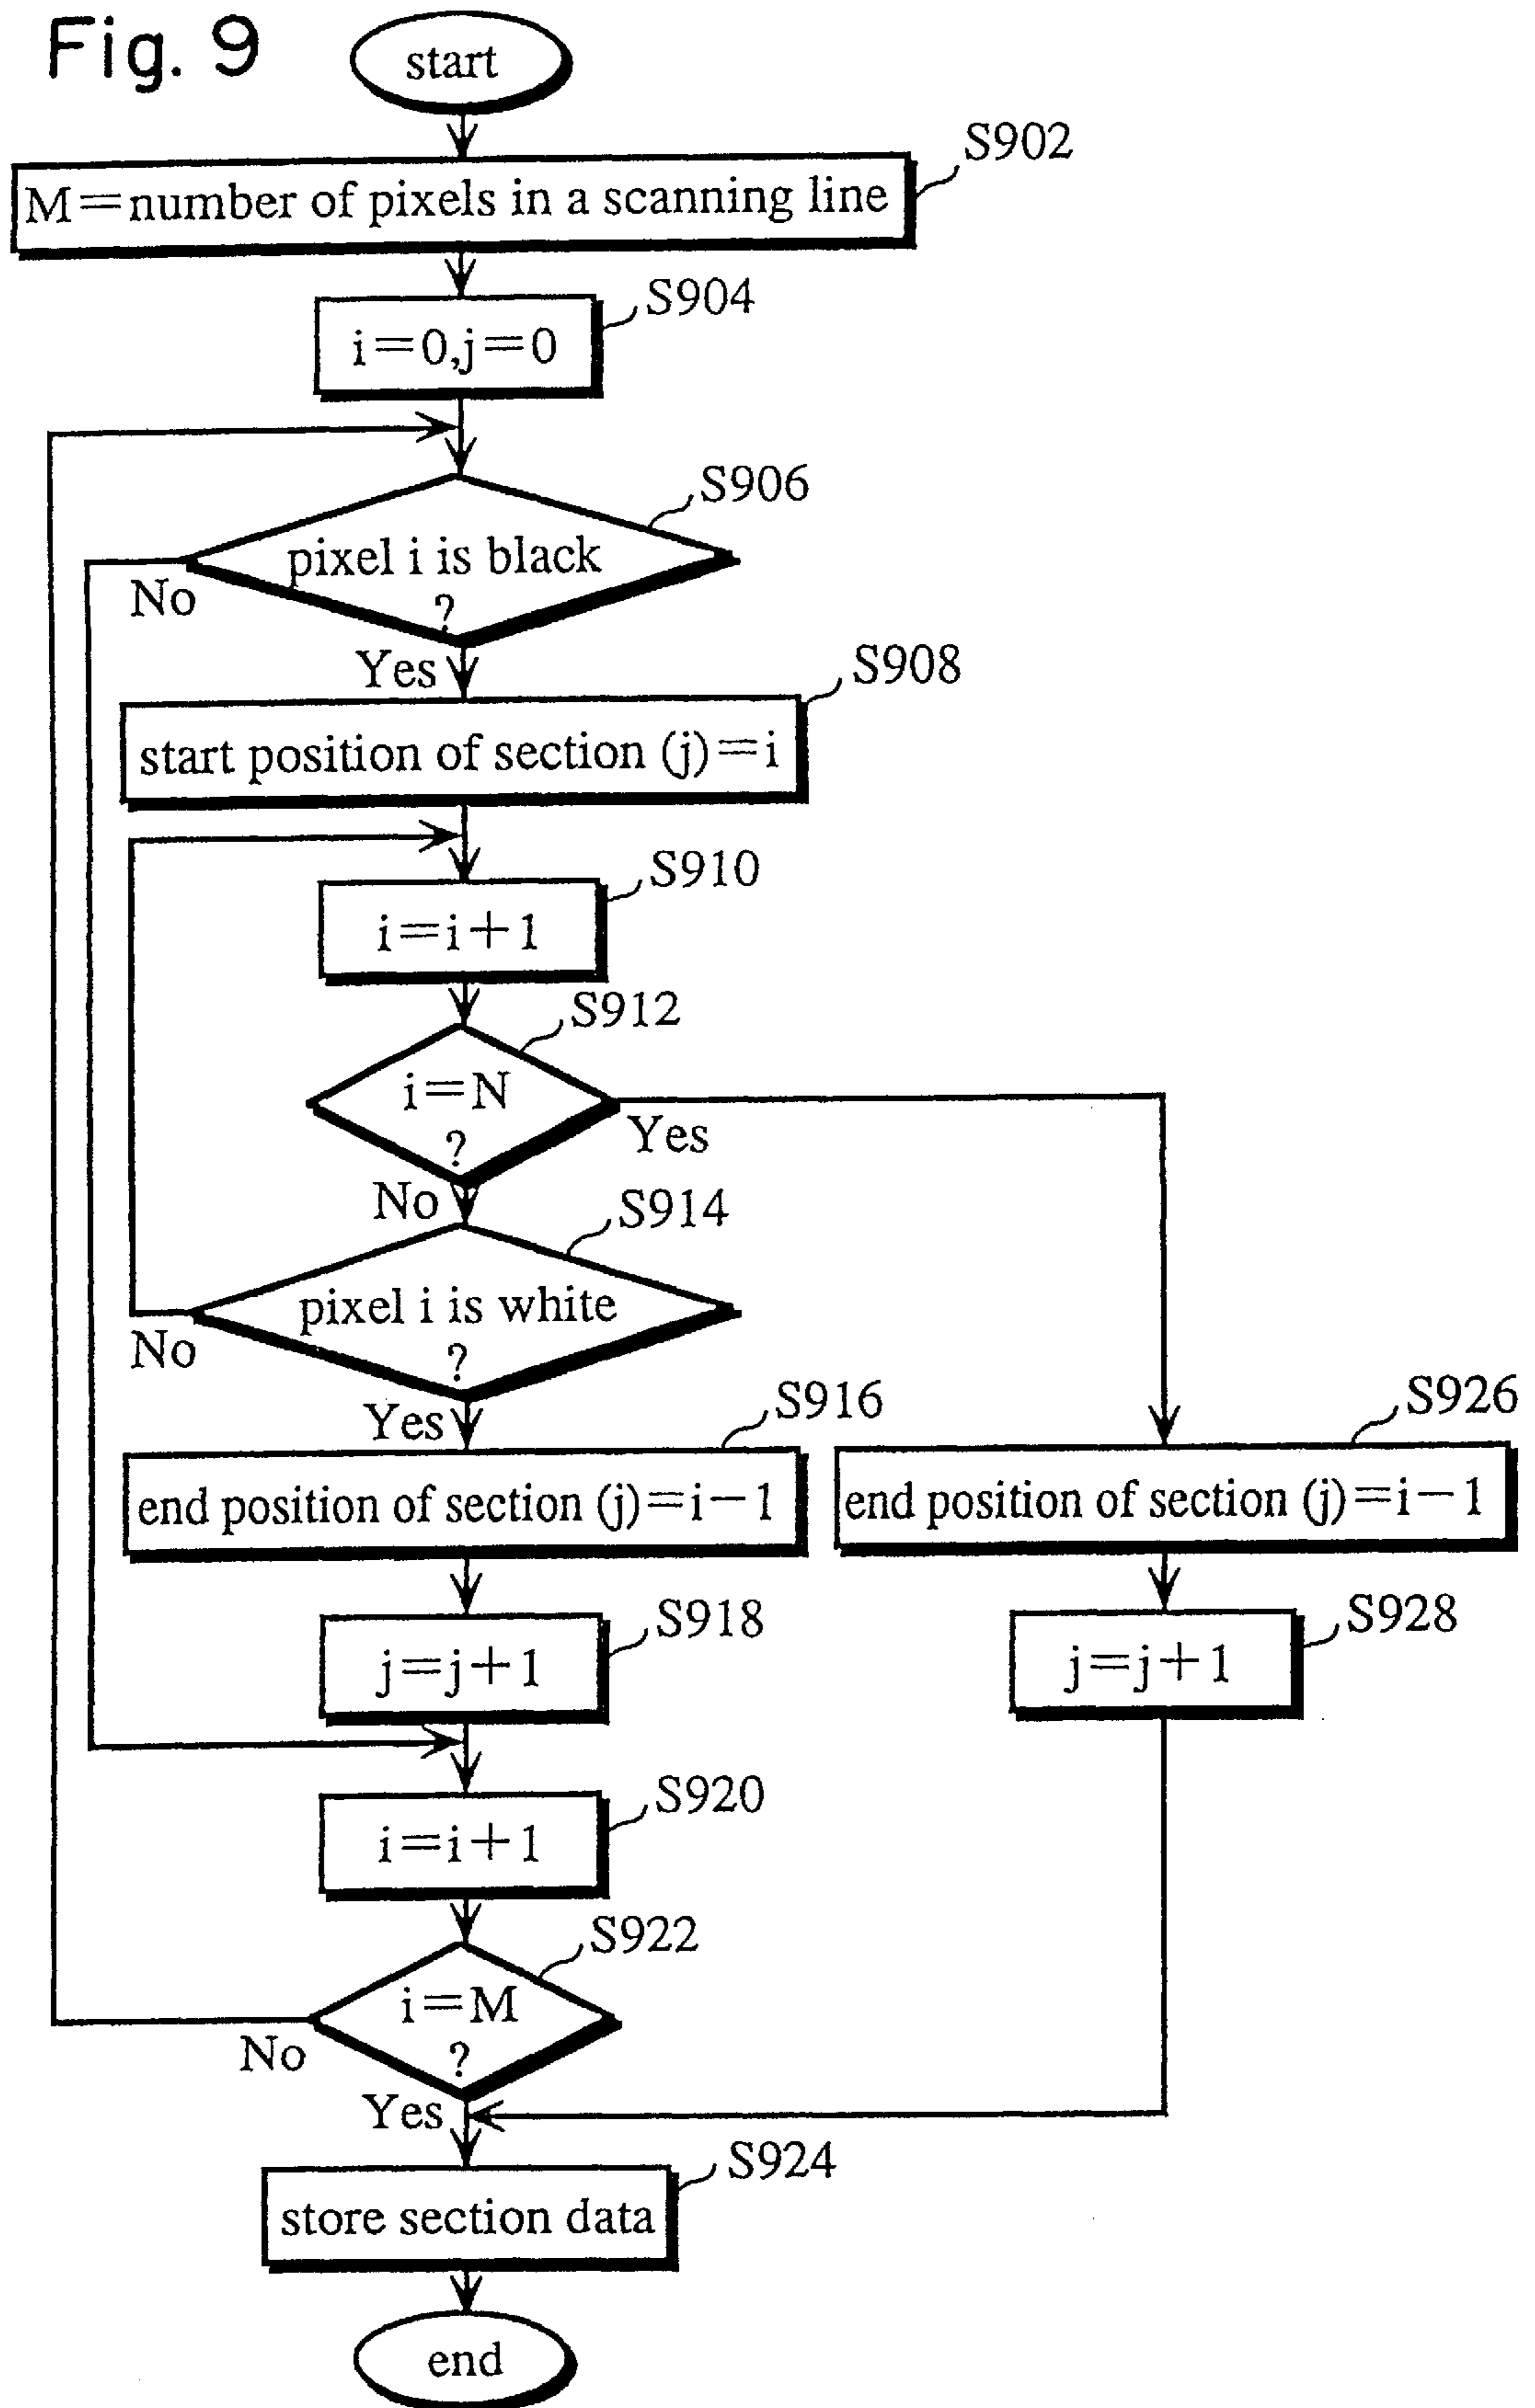 Fig. 9
start
S902
M=number of pixels in a scanning line
S904
i=0,j=0
S906
pixel i is black
?
No
Yes
S908
start position of section (j)=i
S910
i=i+1
S912
i=N
?
Yes
No
S914
pixel i is white
?
No
Yes
S916
end position of section (j)=i-1
S926
end position of section (j)=i-1
S918
j=j+1
S928
j=j+1
S920
i=i+1
S922
i=M
?
No
Yes
S924
store section data
end